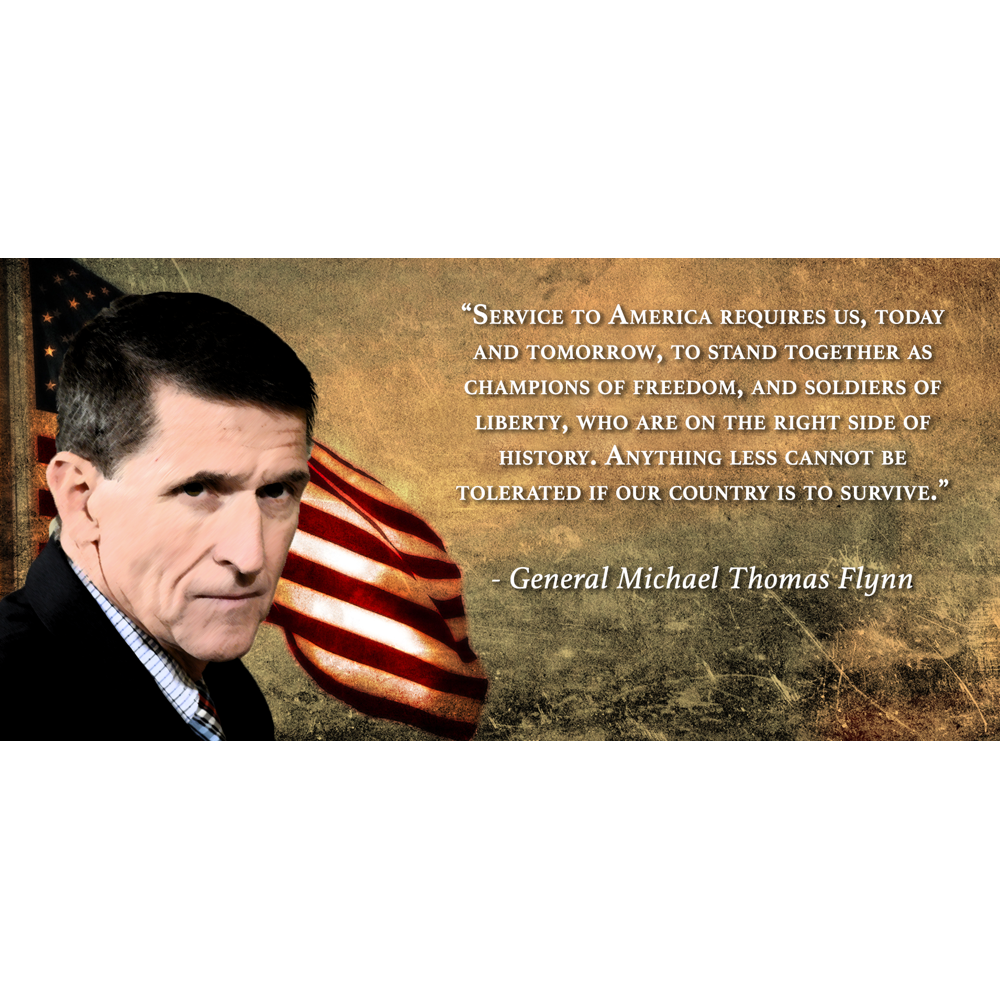 “Service to America requires us, today
and tomorrow, to stand together as
champions of freedom, and soldiers of
liberty, who are on the right side of
history. Anything less cannot be
tolerated if our country is to survive.”
- General Michael Thomas Flynn